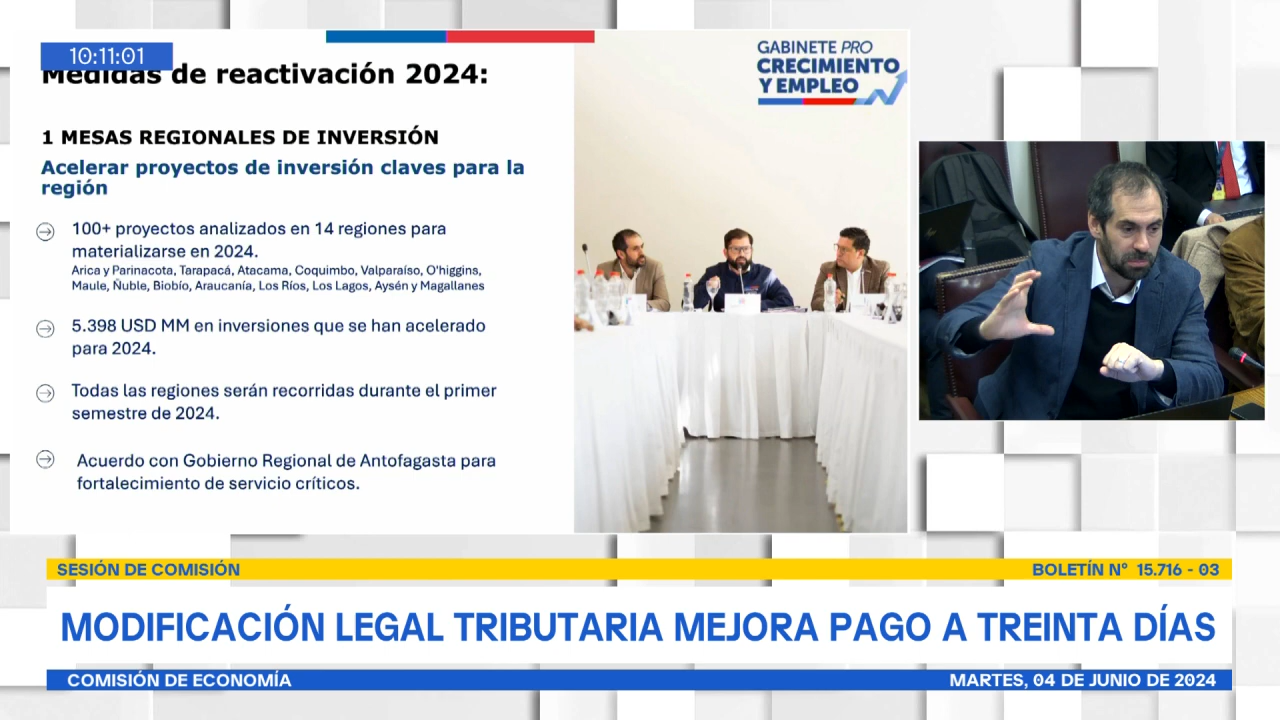 10:11:01
Medidas de reactivación 2024:
1 MESAS REGIONALES DE INVERSIÓN
Acelerar proyectos de inversión claves para la
región
100+ proyectos analizados en 14 regiones para
materializarse en 2024.
Arica y Parinacota, Tarapacá, Atacama, Coquimbo, Valparaíso, O'higgins,
Maule, Ñuble, Biobío, Araucanía, Los Ríos, Los Lagos, Aysén y Magallanes
5.398 USD MM en inversiones que se han acelerado
para 2024.
Todas las regiones serán recorridas durante el primer
semestre de 2024.
Acuerdo con Gobierno Regional de Antofagasta para
fortalecimiento de servicio críticos.
GABINETE PRO
CRECIMIENTO
Y EMPLEO
SESIÓN DE COMISIÓN
BOLETÍN N° 15.716 - 03
MODIFICACIÓN LEGAL TRIBUTARIA MEJORA PAGO A TREINTA DÍAS
COMISIÓN DE ECONOMÍA
MARTES, 04 DE JUNIO DE 2024